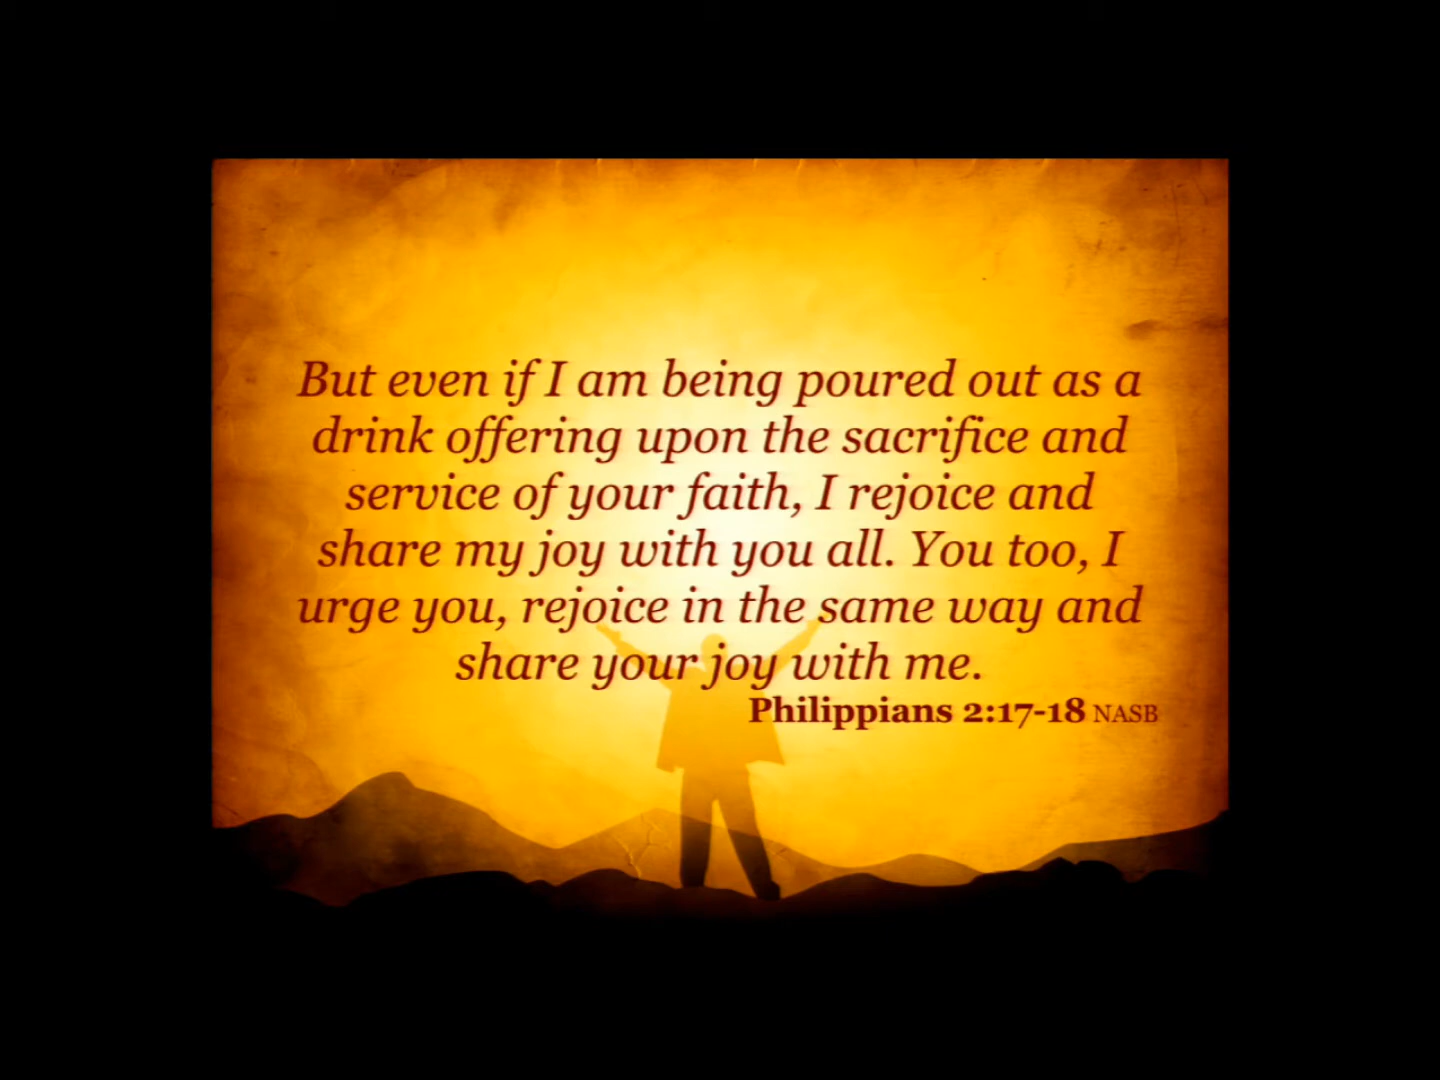 But even if I am being poured out as a
drink offering upon the sacrifice and
service of your faith, I rejoice and
share my joy with you all. You too, I
urge you, rejoice in the same way and
share your joy with me.
Philippians 2:17-18 NASB